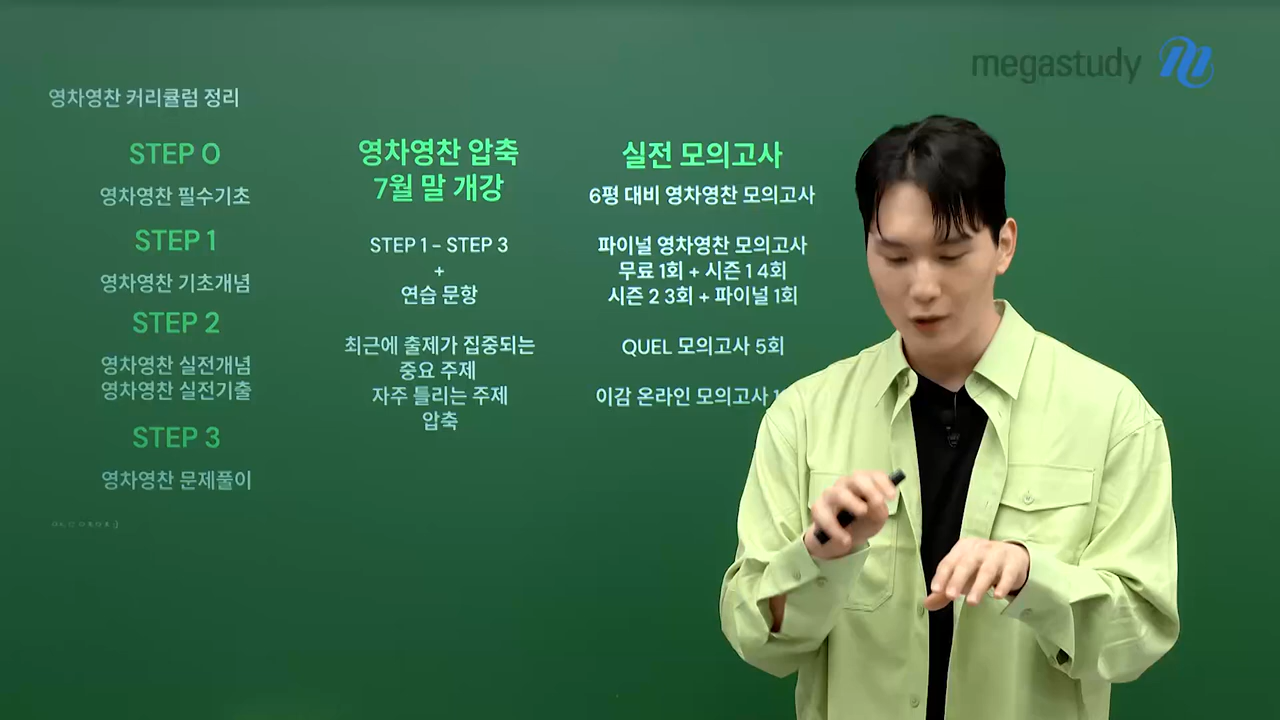 megastudy
영차영찬 커리큘럼 정리
STEP 0
영차영찬 필수기초
STEP 1
영차영찬 기초개념
STEP 2
영차영찬 실전개념
영차영찬 실전기출
STEP 3
영차영찬 문제풀이
영차영찬 압축
7월 말 개강
STEP 1 - STEP 3
+
연습 문항
최근에 출제가 집중되는
중요 주제
자주 틀리는 주제
압축
실전 모의고사
6평 대비 영차영찬 모의고사
파이널 영차영찬 모의고사
무료 1회 + 시즌 1 4회
시즌 2 3회 + 파이널 1회
QUEL 모의고사 5회
이감 온라인 모의고사